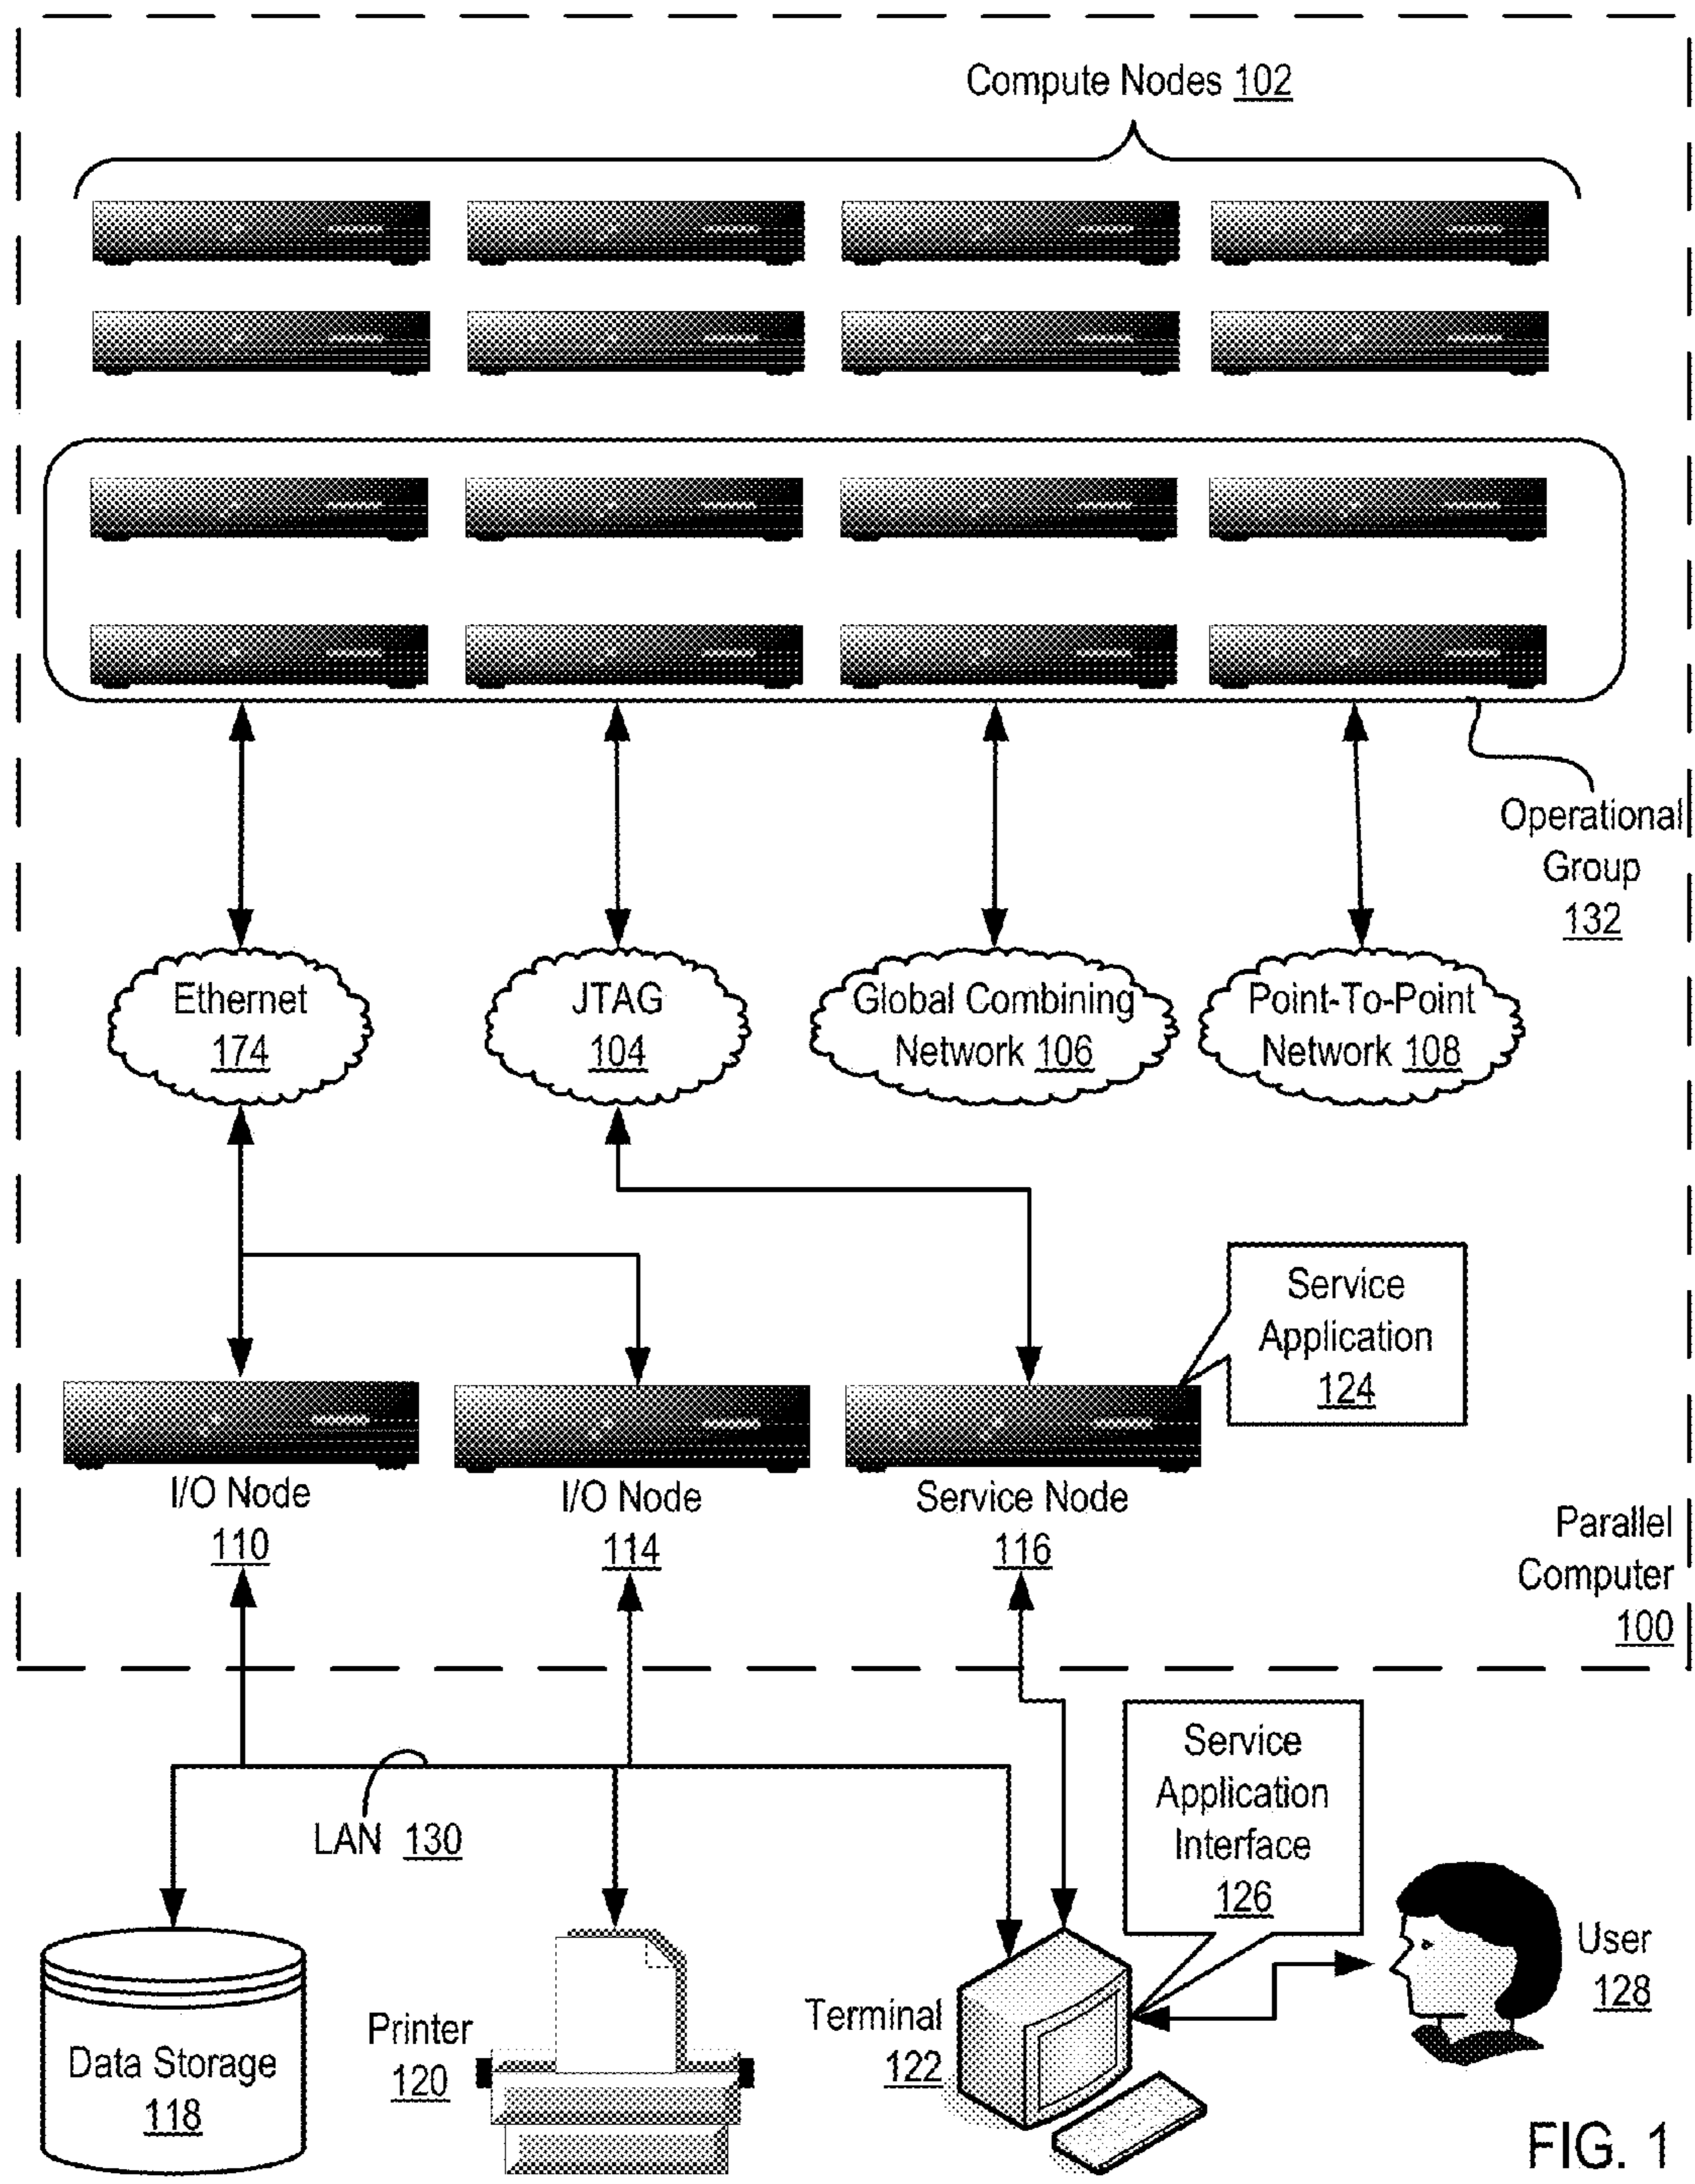 Compute Nodes 102
Operational
Group
132
Ethernet
174
JTAG
104
Global Combining
Network 106
Point-To-Point
Network 108
Service
Application
124
I/O Node
110
I/O Node
114
Service Node
116
Parallel
Computer
100
Service
Application
Interface
126
LAN 130
Data Storage
118
Printer
120
Terminal
122
User
128
FIG. 1